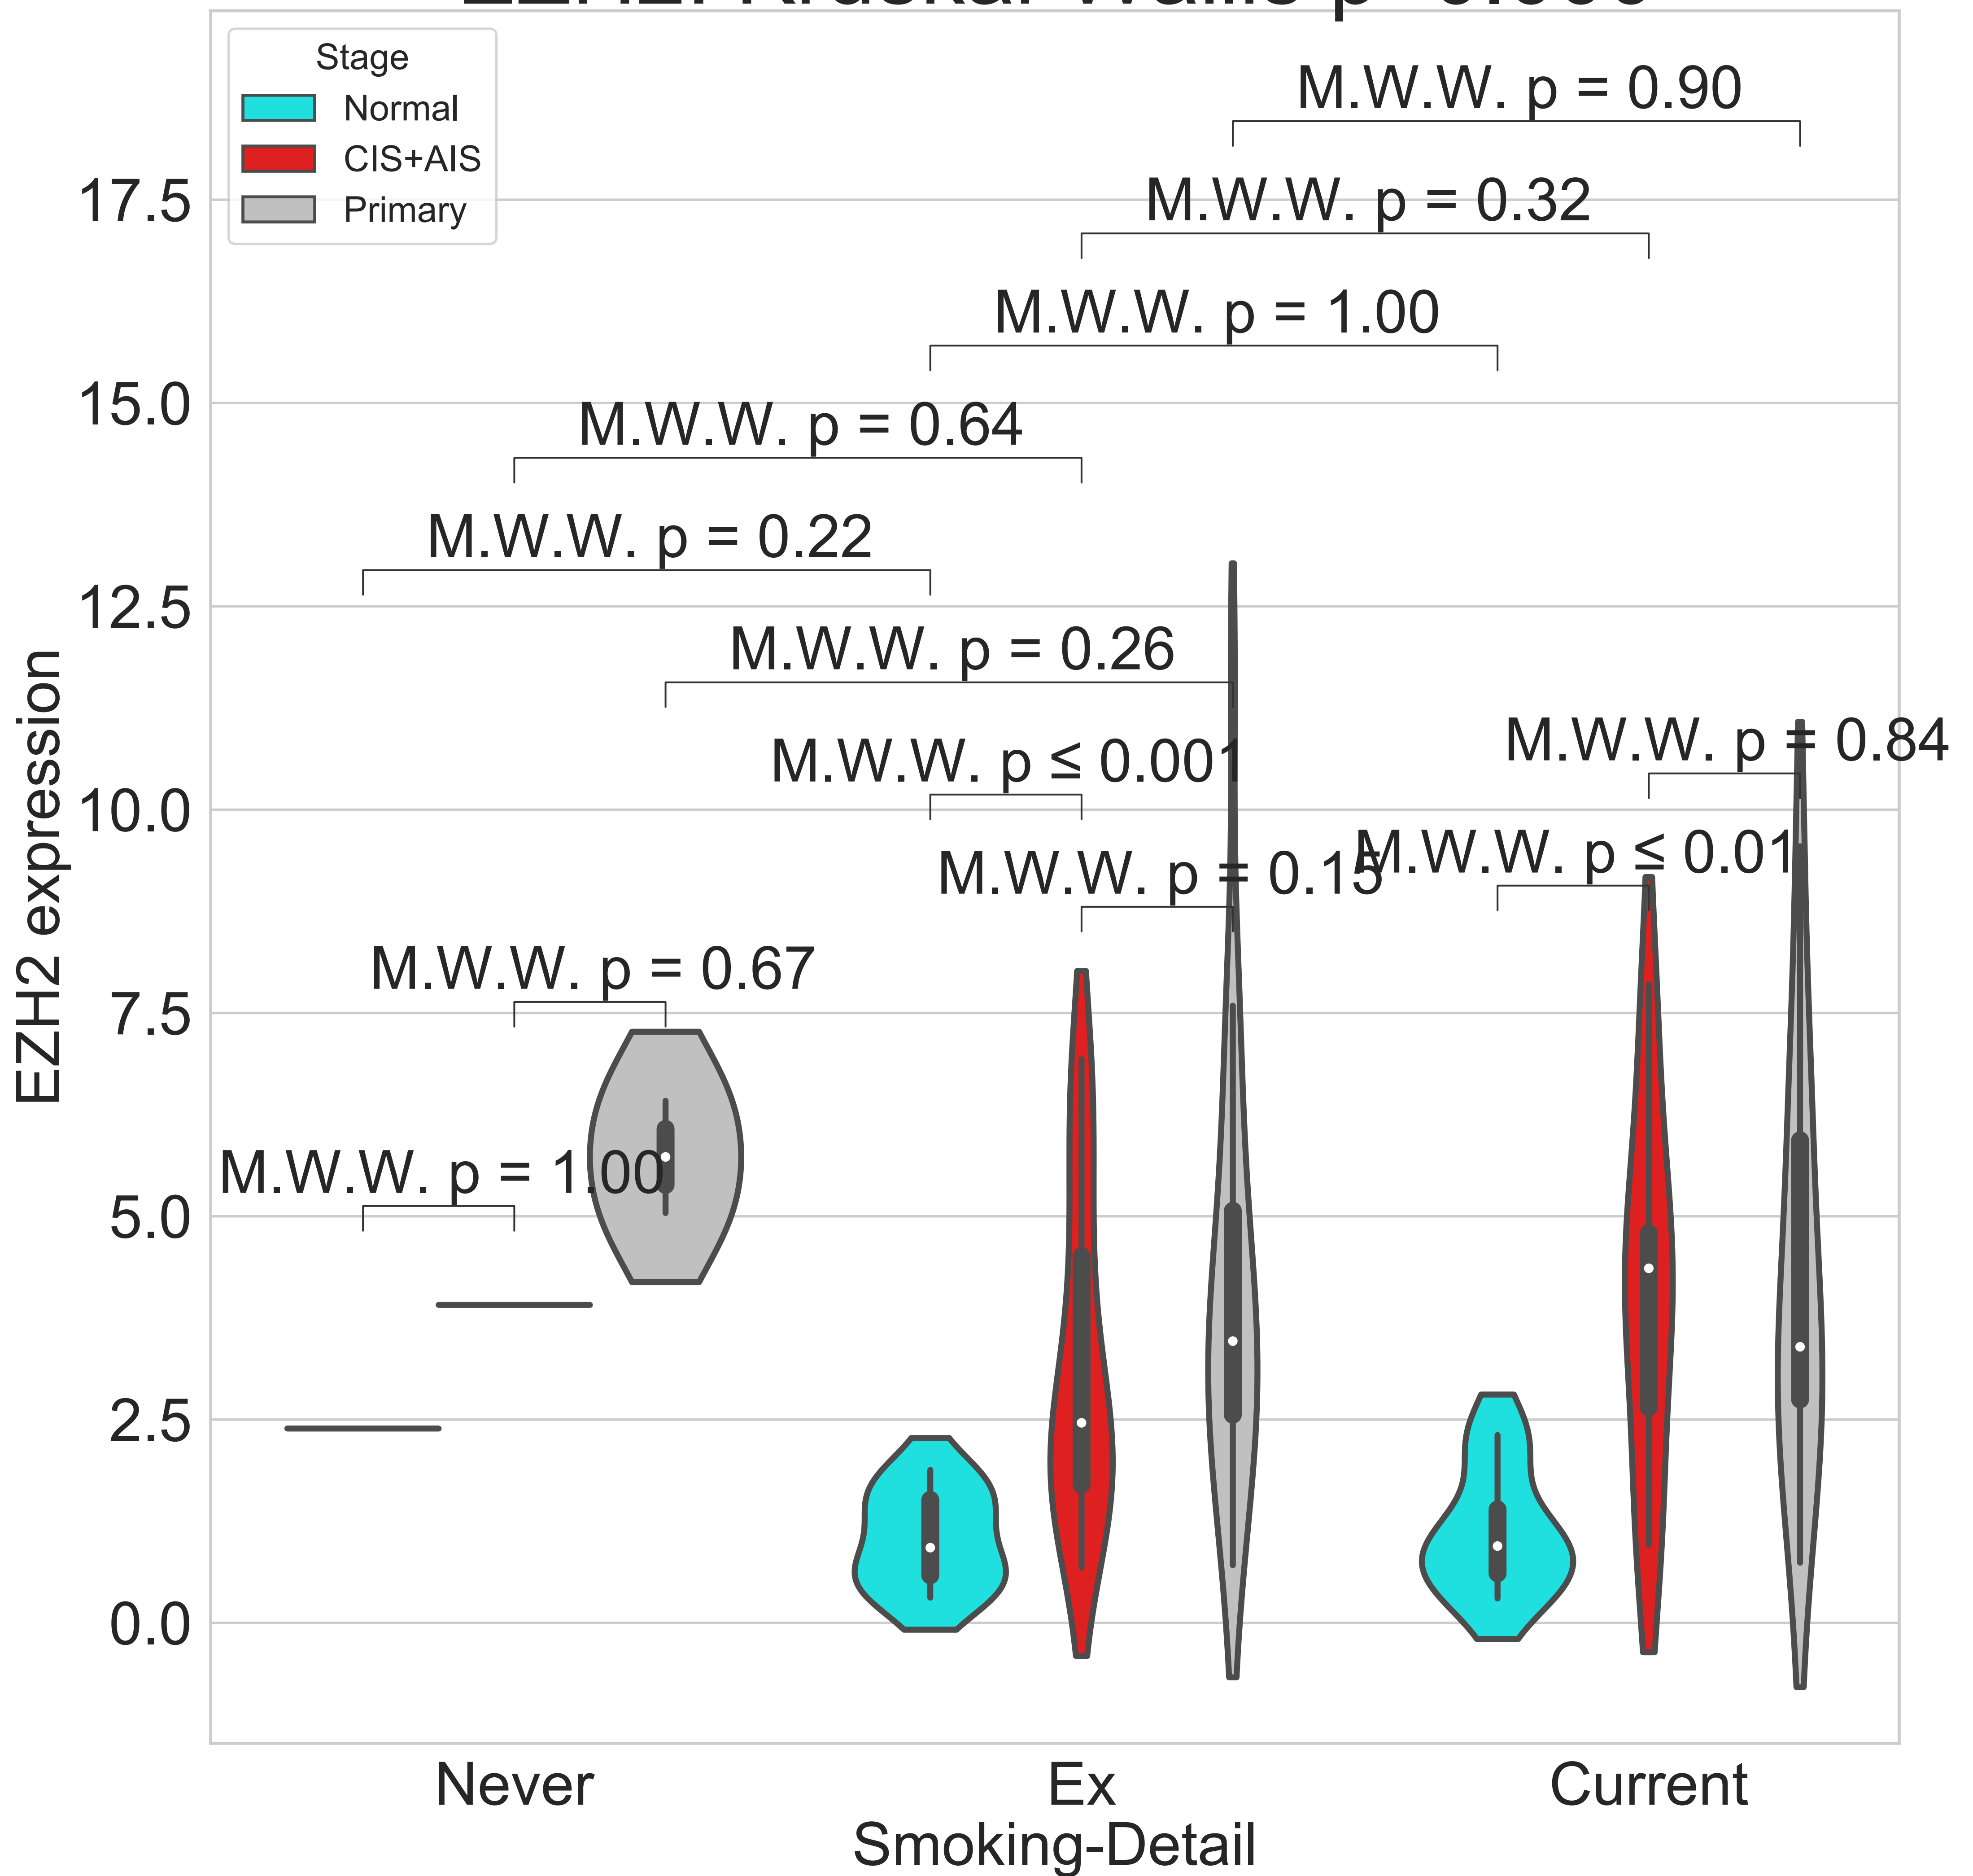 Stage
Normal
CIS+AIS
Primary
M.W.W. p = 0.90
M.W.W. p = 0.32
M.W.W. p = 1.00
M.W.W. p = 0.64
M.W.W. p = 0.22
M.W.W. p = 0.26
M.W.W. p ≤ 0.001
M.W.W. p = 0.84
M.W.W. p = 0.15
M.W.W. p ≤ 0.01
M.W.W. p = 0.67
M.W.W. p = 1.00
17.5
15.0
12.5
10.0
7.5
5.0
2.5
0.0
EZH2 expression
Never
Ex
Current
Smoking-Detail